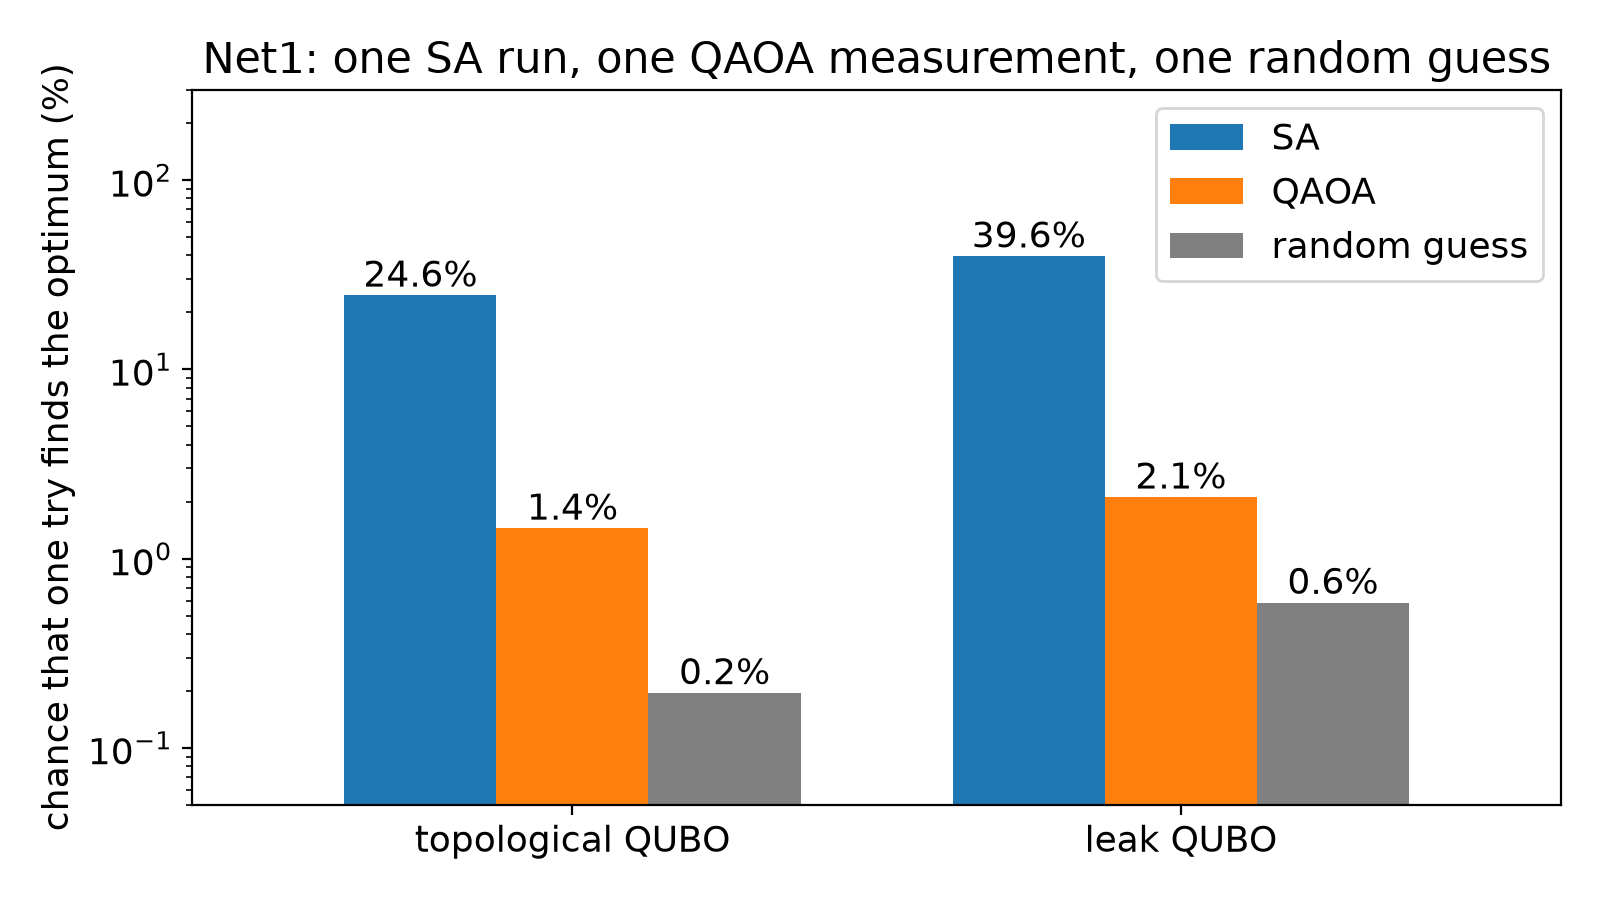 Net1: one SA run, one QAOA measurement, one random guess
chance that one try finds the optimum (%)
10²
10¹
10⁰
10⁻¹
SA
QAOA
random guess
24.6%
1.4%
0.2%
39.6%
2.1%
0.6%
topological QUBO
leak QUBO